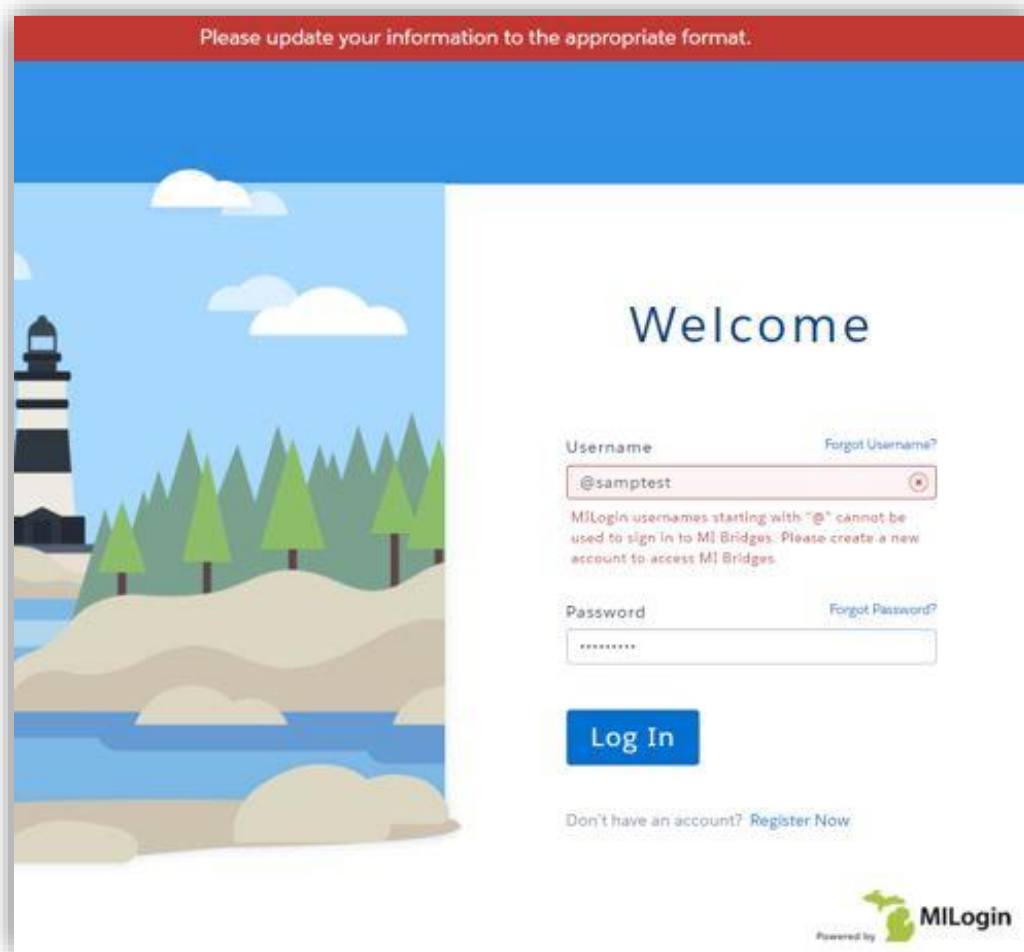 Please update your information to the appropriate format.
Welcome
Username
Forgot Username?
@samptest
MILogin usernames starting with "@" cannot be
used to sign in to MI Bridges. Please create a new
account to access MI Bridges.
Password
Forgot Password?
•••••••••
Log In
Don't have an account? Register Now
Powered by MILogin